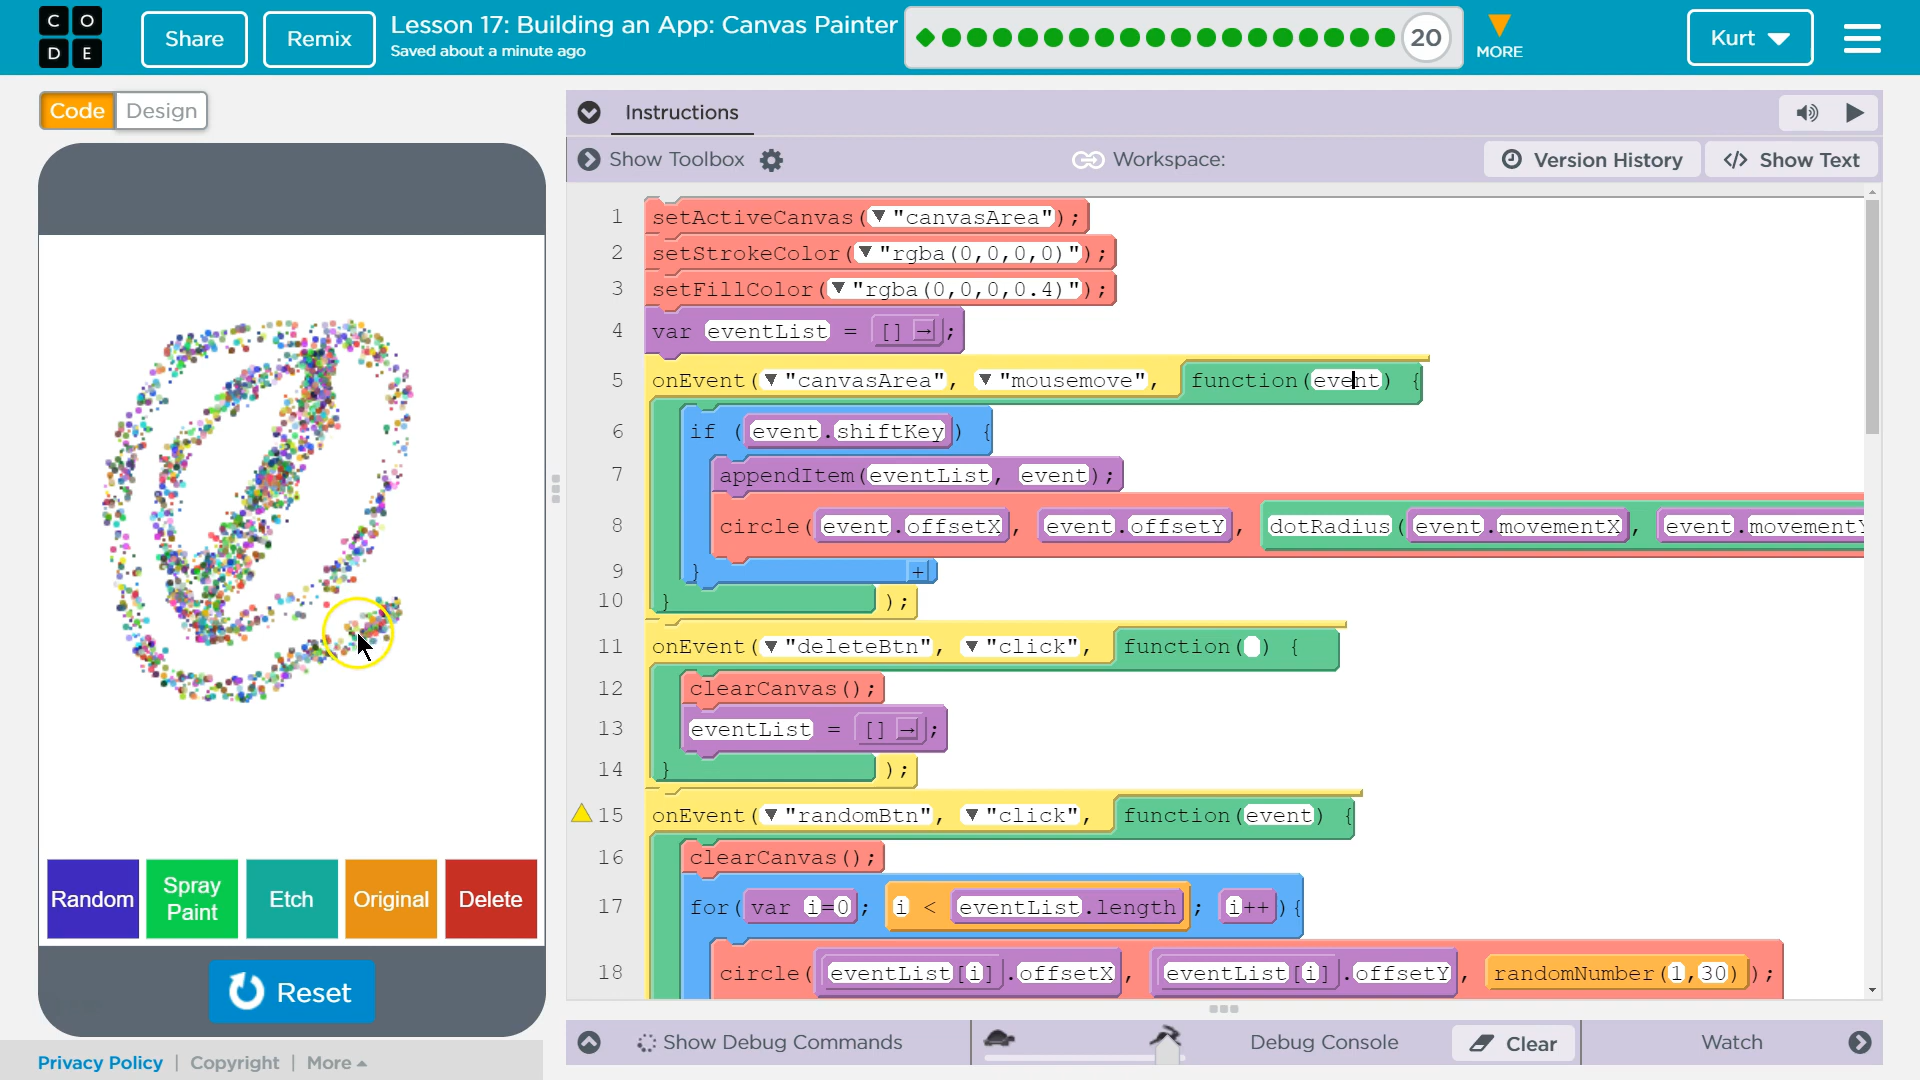 C O
D E
Share
Remix
Lesson 17: Building an App: Canvas Painter
Saved about a minute ago
20
MORE
Kurt
Code
Design
Instructions
Show Toolbox
Workspace:
Version History
</> Show Text
1 setActiveCanvas("canvasArea");
2 setStrokeColor("rgba(0,0,0,0)");
3 setFillColor("rgba(0,0,0,0.4)");
4 var eventList = [];
5 onEvent("canvasArea", "mousemove", function(event) {
6 if (event.shiftKey) {
7 appendItem(eventList, event);
8 circle(event.offsetX, event.offsetY, dotRadius(event.movementX, event.movementY
9 } +
10 } );
11 onEvent("deleteBtn", "click", function() {
12 clearCanvas();
13 eventList = [];
14 } );
15 onEvent("randomBtn", "click", function(event) {
16 clearCanvas();
17 for(var i=0; i < eventList.length; i++){
18 circle(eventList[i].offsetX, eventList[i].offsetY, randomNumber(1,30));
Random
Spray Paint
Etch
Original
Delete
Reset
Show Debug Commands
Debug Console
Clear
Watch
Privacy Policy | Copyright | More